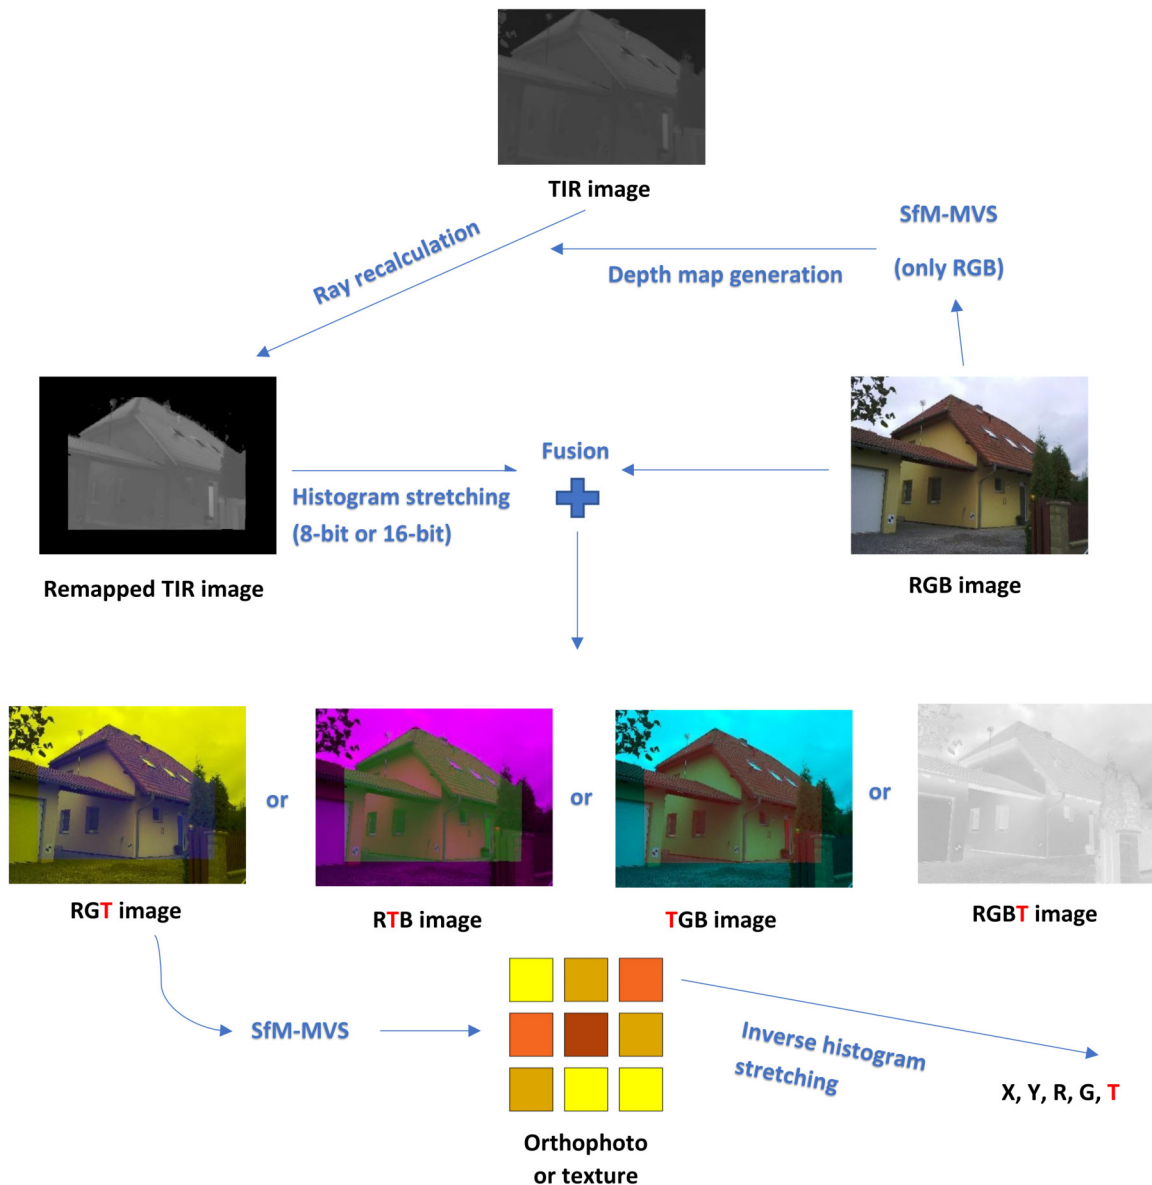 TIR image
SfM-MVS
(only RGB)
Ray recalculation
Depth map generation
Fusion
Histogram stretching
(8-bit or 16-bit)
Remapped TIR image
RGB image
or
or
or
RGT image
RTB image
TGB image
RGBT image
SfM-MVS
Inverse histogram
stretching
X, Y, R, G, T
Orthophoto
or texture